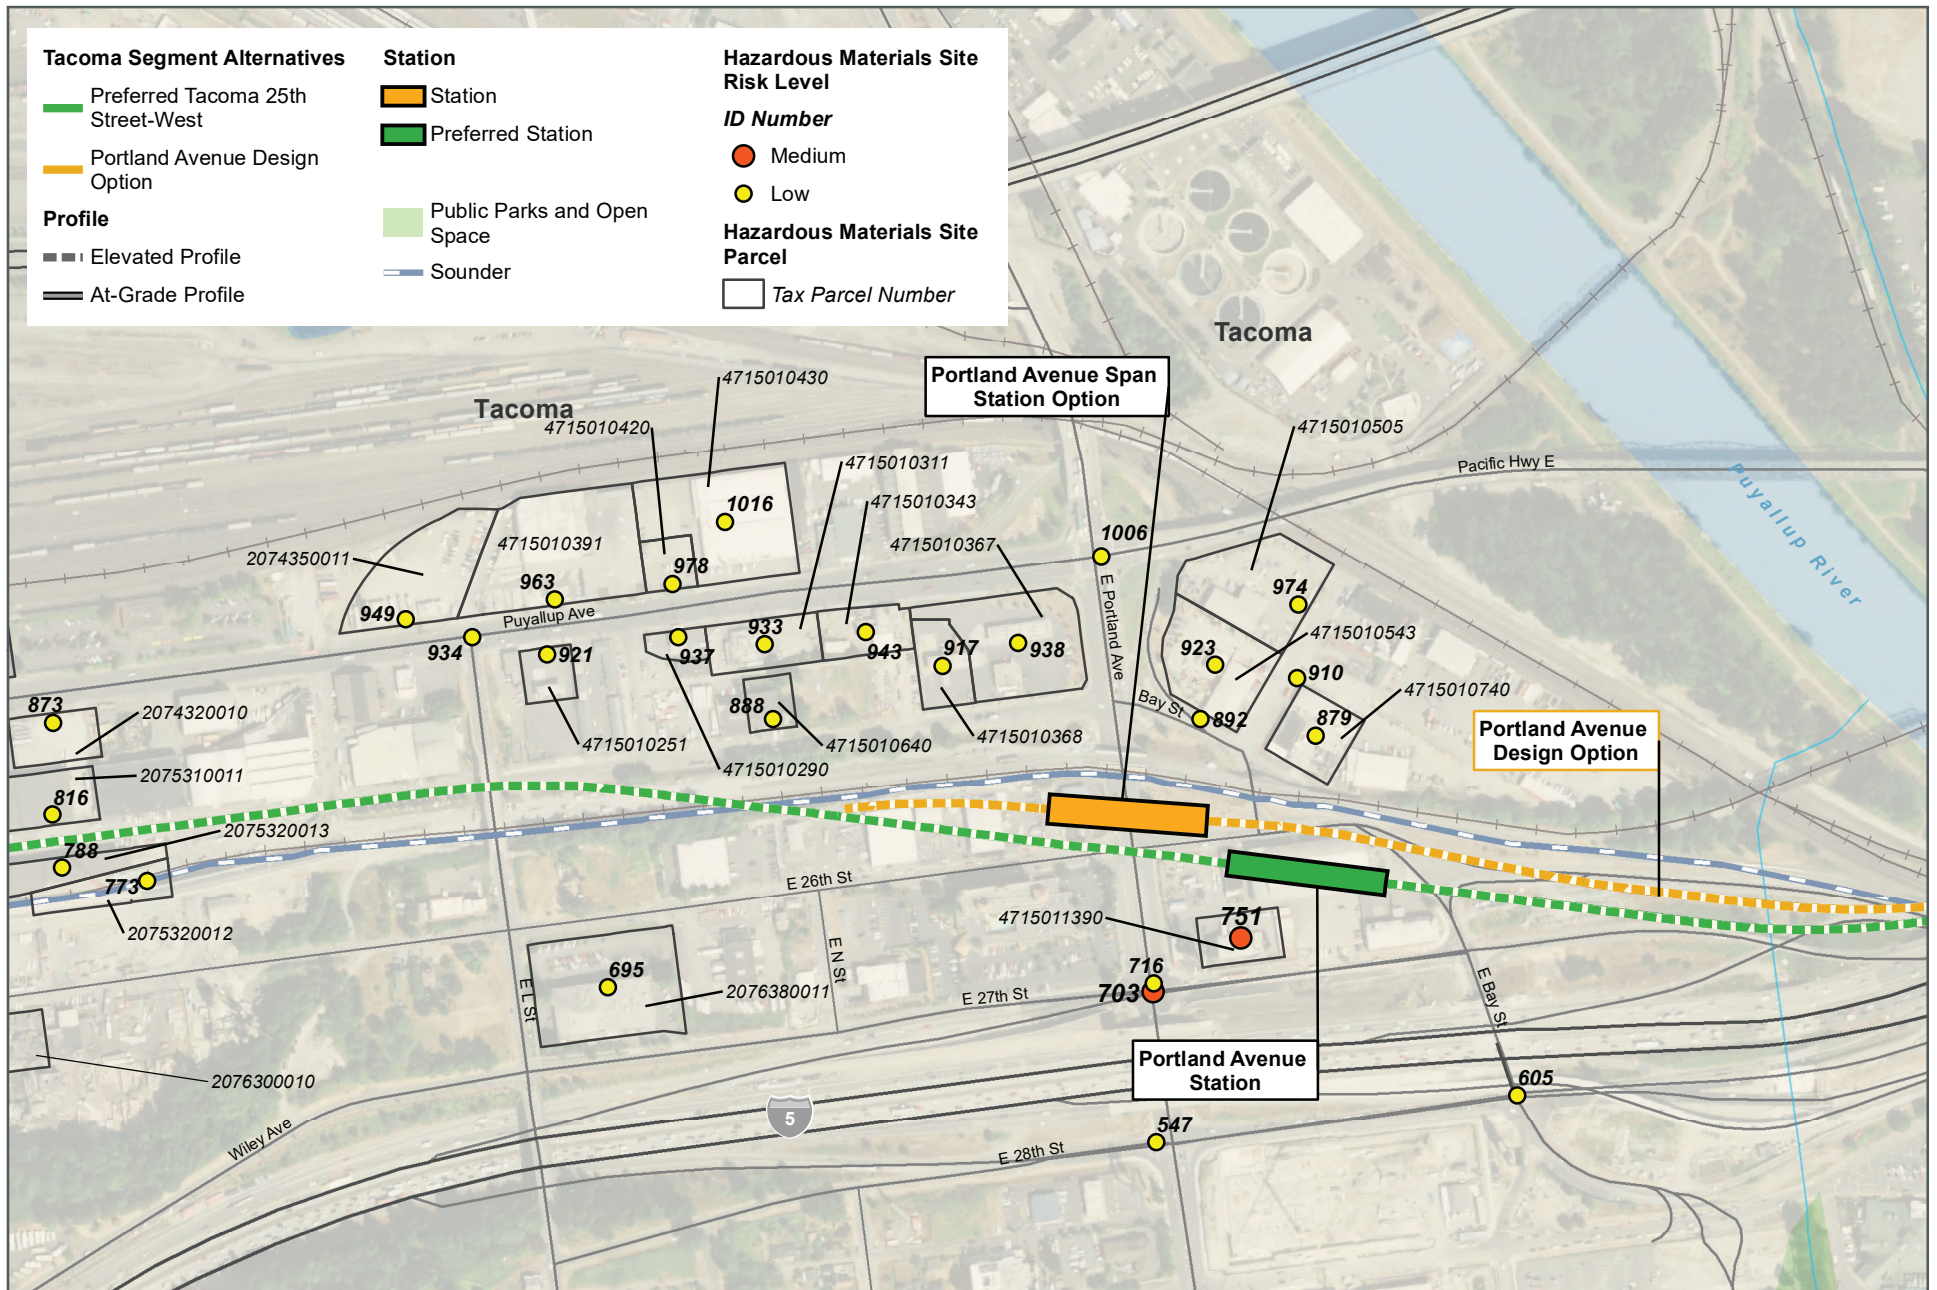 Tacoma Segment Alternatives
Preferred Tacoma 25th
Street-West
Portland Avenue Design
Option
Profile
Elevated Profile
At-Grade Profile
Station
Station
Preferred Station
Public Parks and Open
Space
Sounder
Hazardous Materials Site
Risk Level
ID Number
Medium
Low
Hazardous Materials Site
Parcel
Tax Parcel Number
Tacoma
Tacoma
Portland Avenue Span
Station Option
4715010430
4715010420
4715010505
4715010311
Pacific Hwy E
Puyallup River
4715010343
1016
1006
4715010391
4715010367
2074350011
978
963
974
E Portland Ave
949
Puyallup Ave
933
4715010543
934
921
937
943
917
938
923
910
4715010740
Bay St
873
2074320010
888
892
879
Portland Avenue
Design Option
4715010251
4715010640
4715010368
4715010290
2075310011
816
2075320013
788
773
E 26th St
2075320012
4715011390
751
695
E N St
716
703
2076380011
E L St
E 27th St
E Bay St
Portland Avenue
Station
2076300010
605
5
547
Wiley Ave
E 28th St